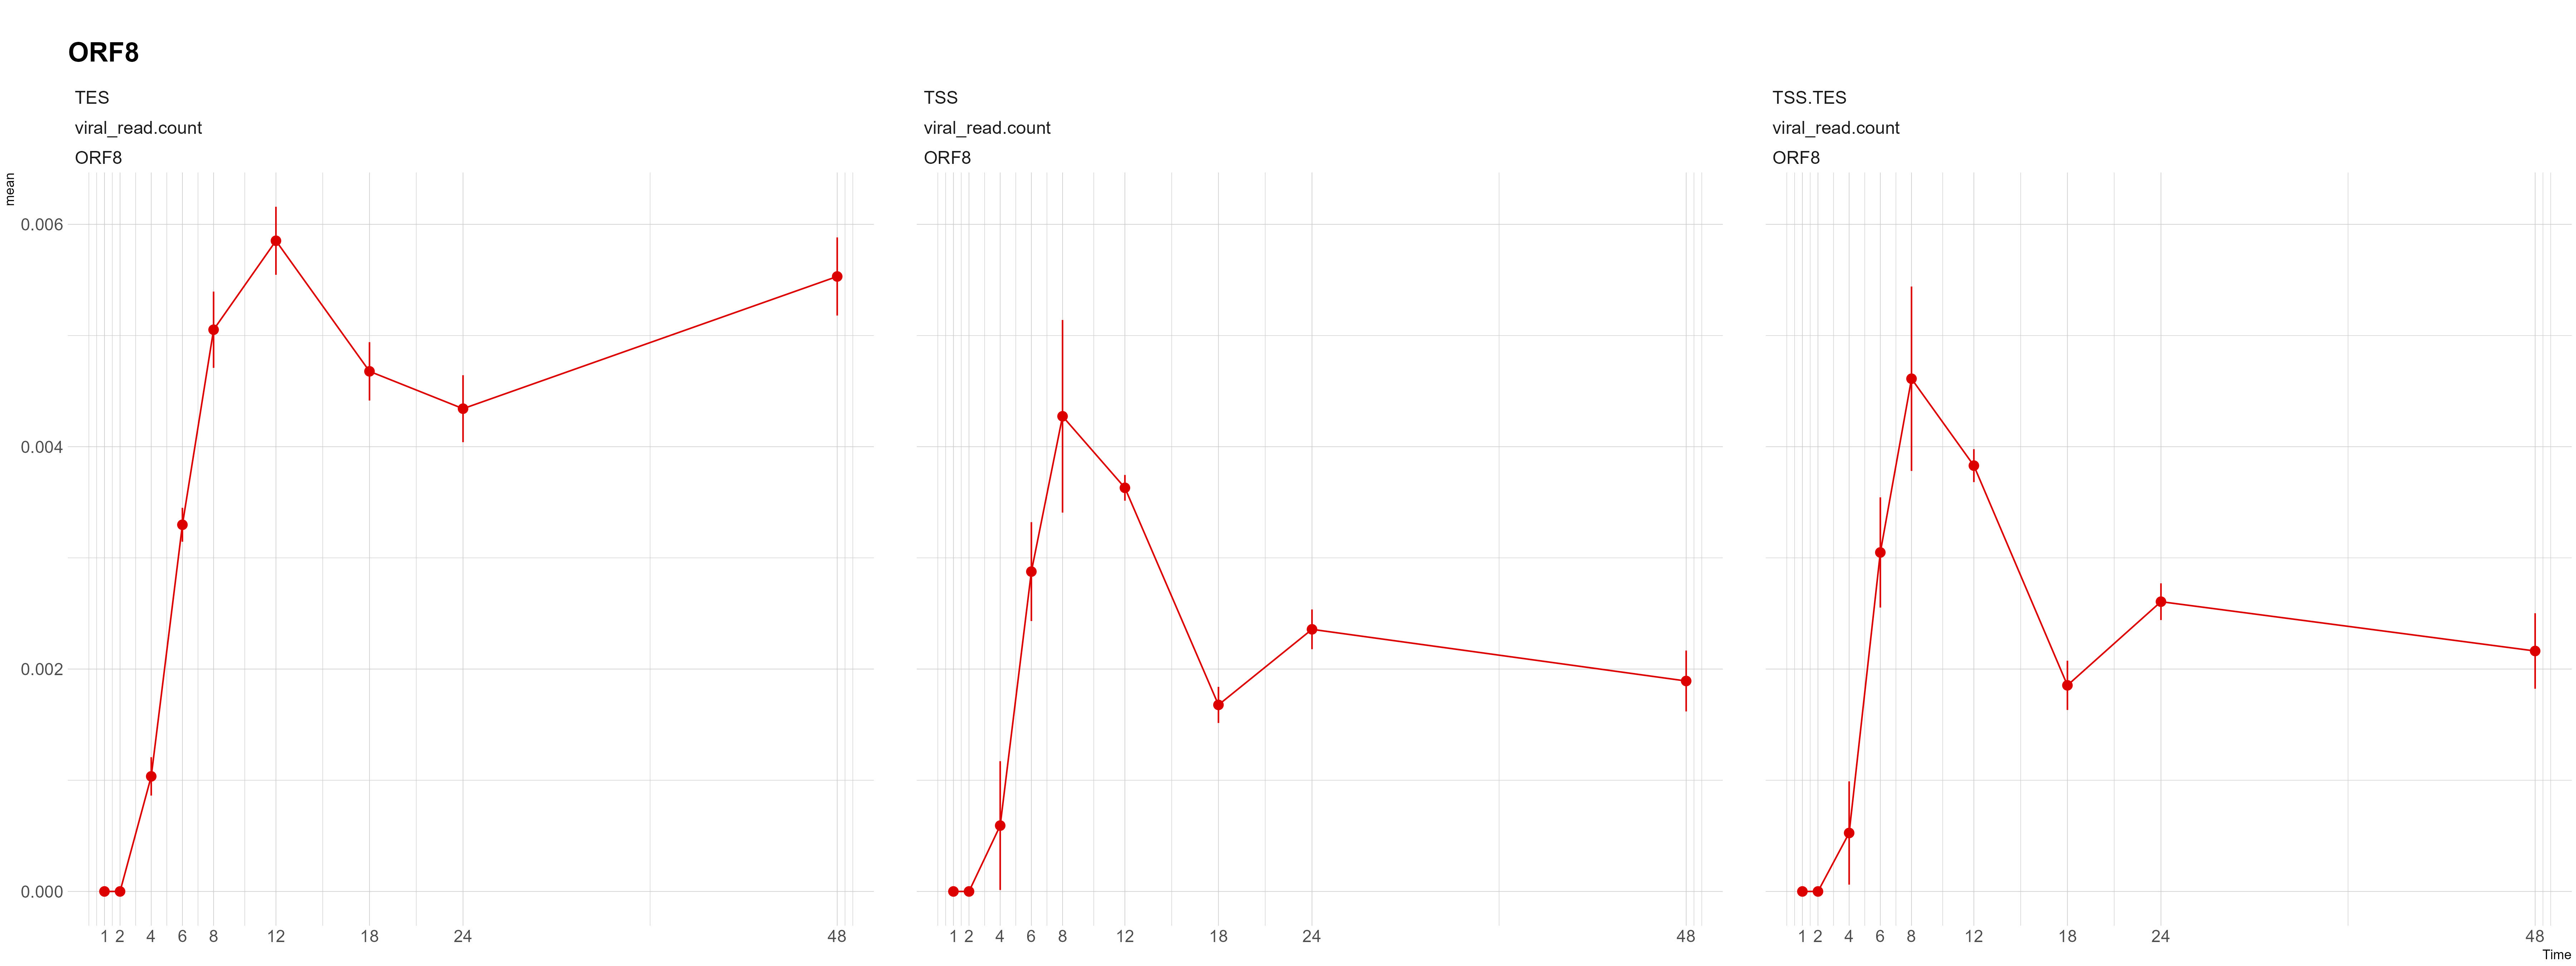 ORF8
TES
viral_read.count
ORF8
TSS
viral_read.count
ORF8
TSS.TES
viral_read.count
ORF8
mean
0.006
0.004
0.002
0.000
1 2 4 6 8 12 18 24 48
1 2 4 6 8 12 18 24 48
1 2 4 6 8 12 18 24 48
Time